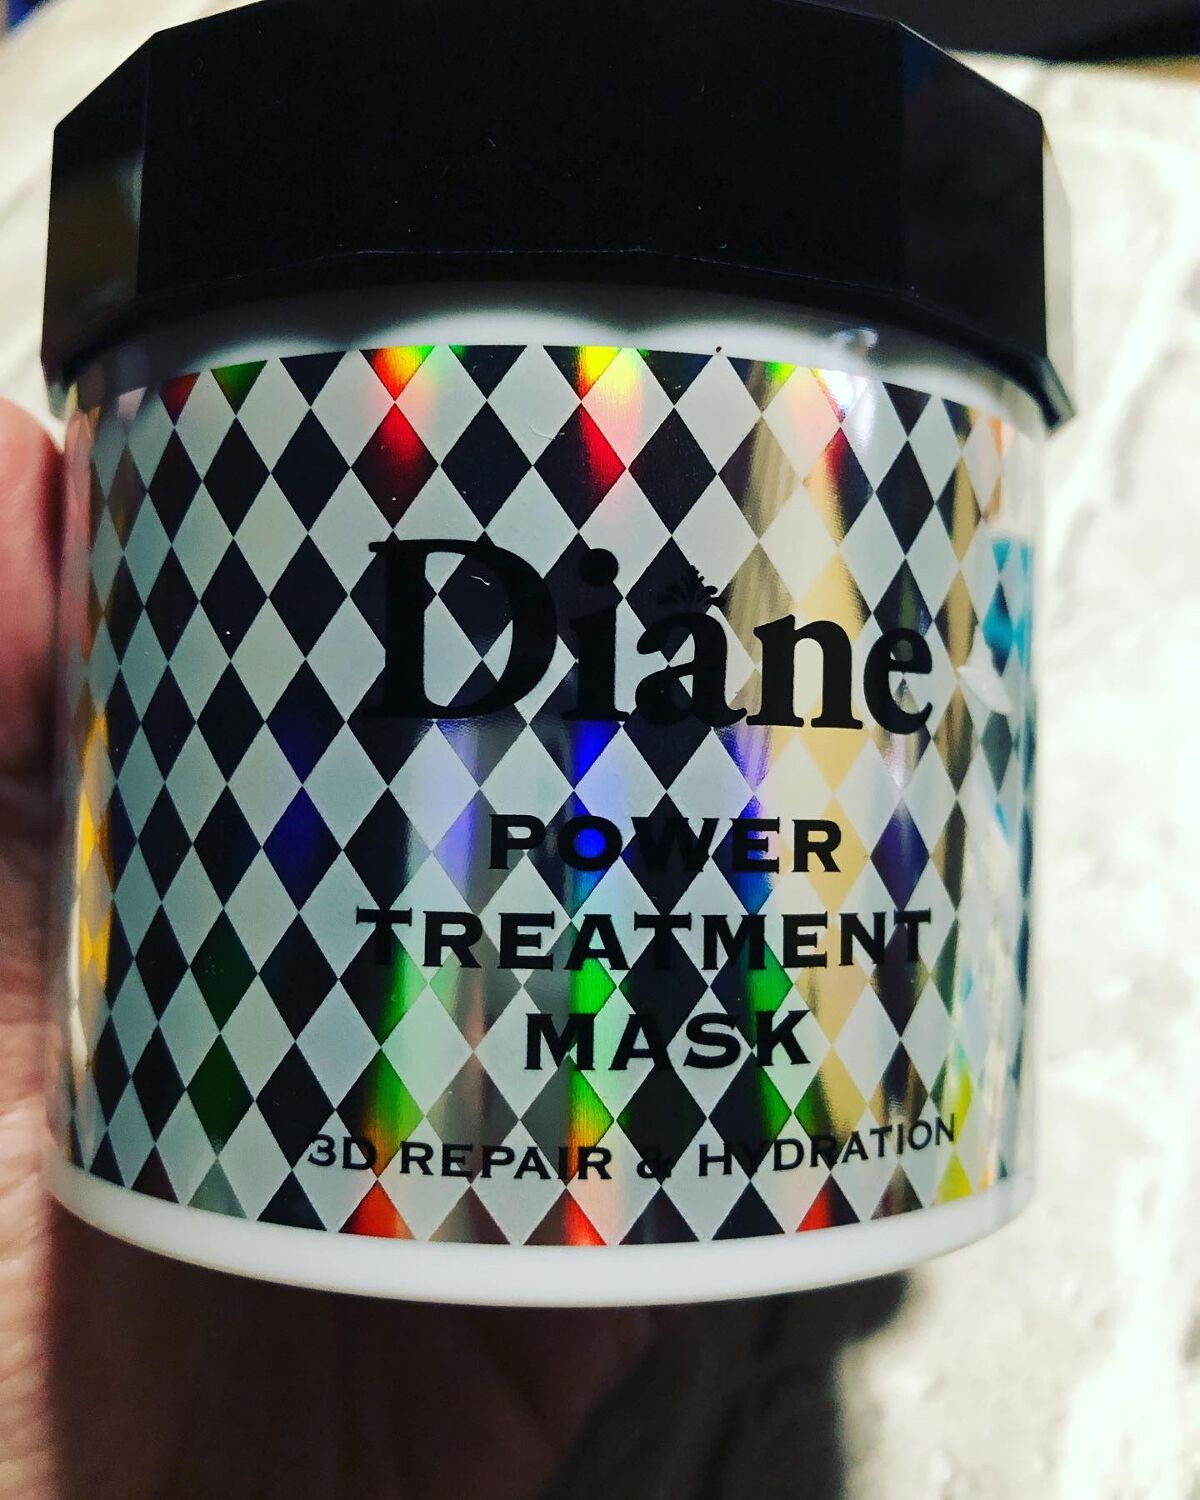 Diane
POWER
TREATMENT
MASK
3D REPAIR & HYDRATION